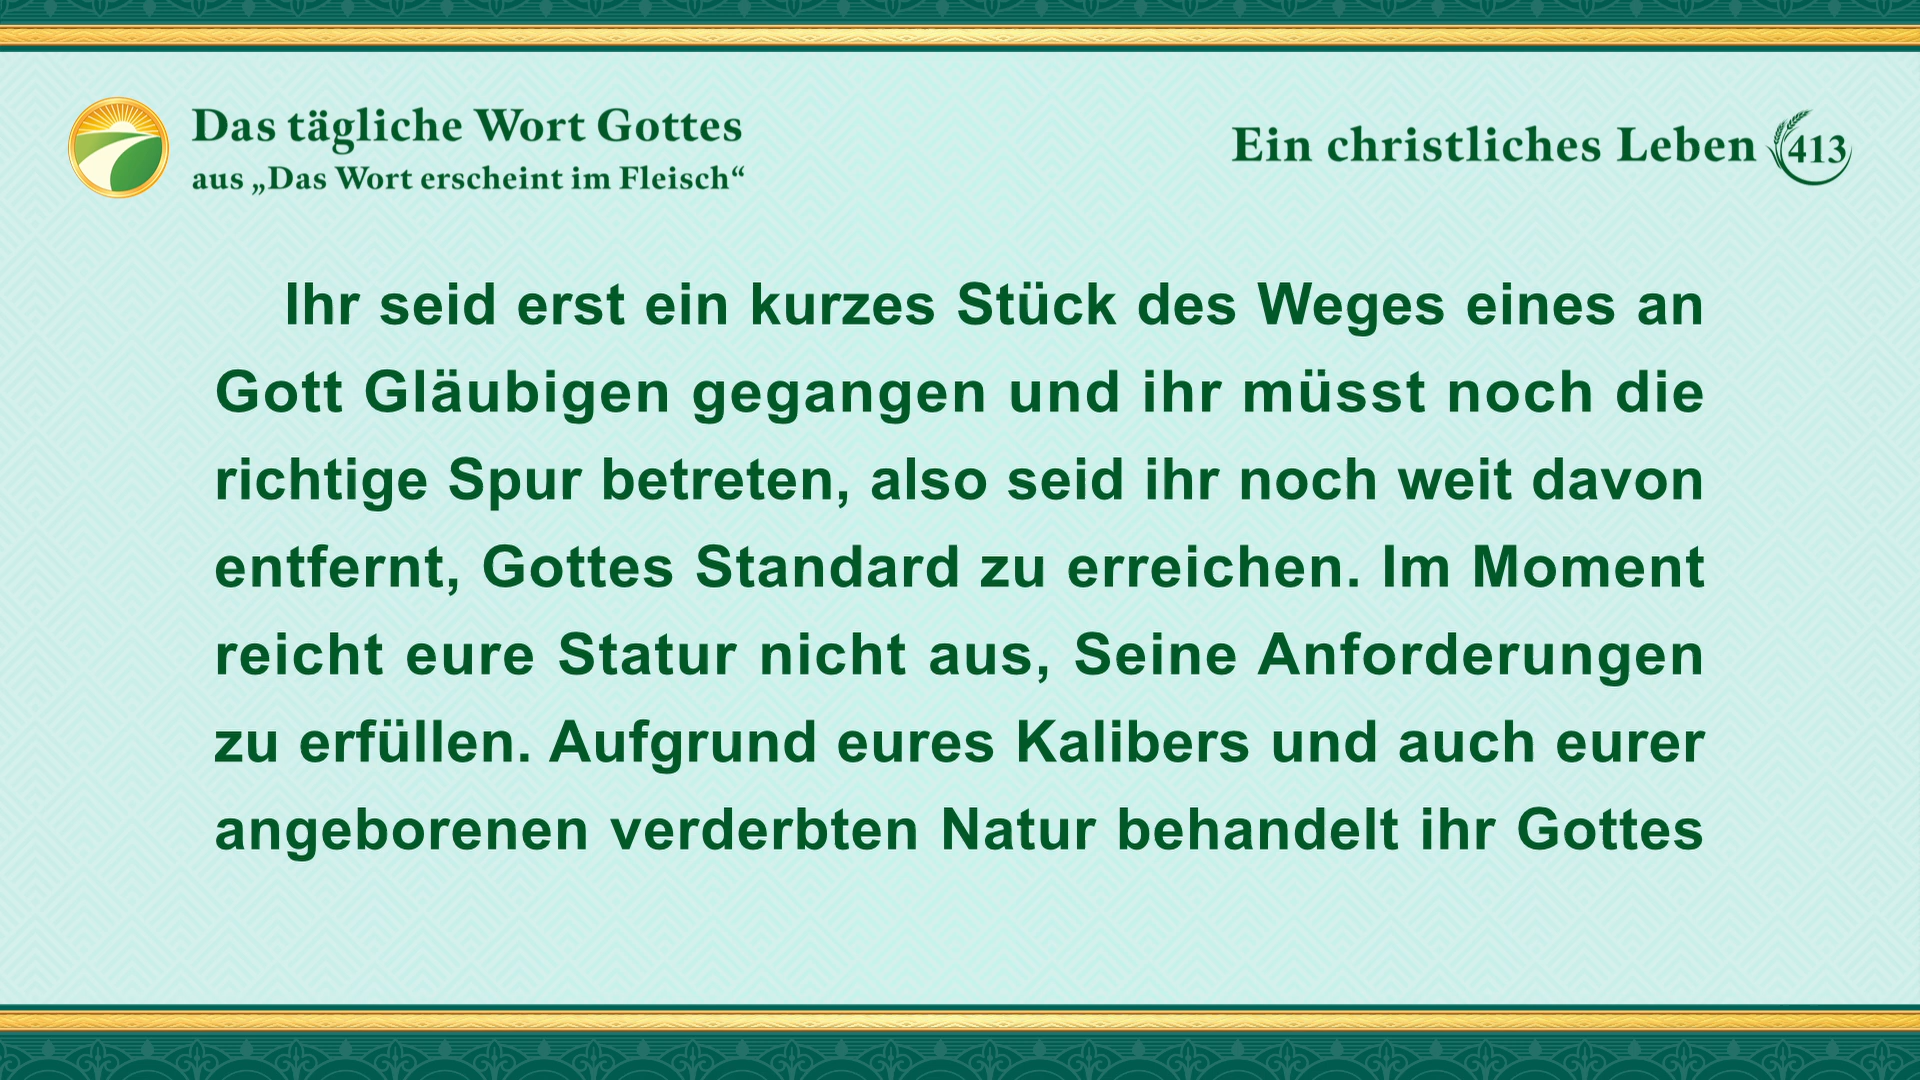 Das tägliche Wort Gottes
aus „Das Wort erscheint im Fleisch“
Ein christliches Leben 413
Ihr seid erst ein kurzes Stück des Weges eines an
Gott Gläubigen gegangen und ihr müsst noch die
richtige Spur betreten, also seid ihr noch weit davon
entfernt, Gottes Standard zu erreichen. Im Moment
reicht eure Statur nicht aus, Seine Anforderungen
zu erfüllen. Aufgrund eures Kalibers und auch eurer
angeborenen verderbten Natur behandelt ihr Gottes